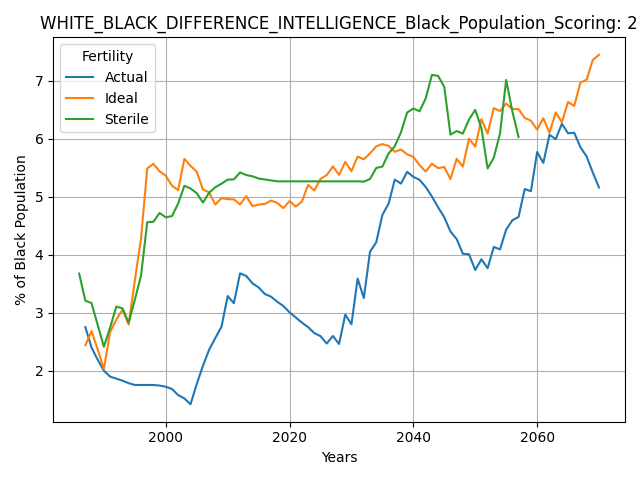 WHITE_BLACK_DIFFERENCE_INTELLIGENCE_Black_Population_Scoring: 2
Fertility
Actual
Ideal
Sterile
% of Black Population
7
6
5
4
3
2
2000
2020
2040
2060
Years